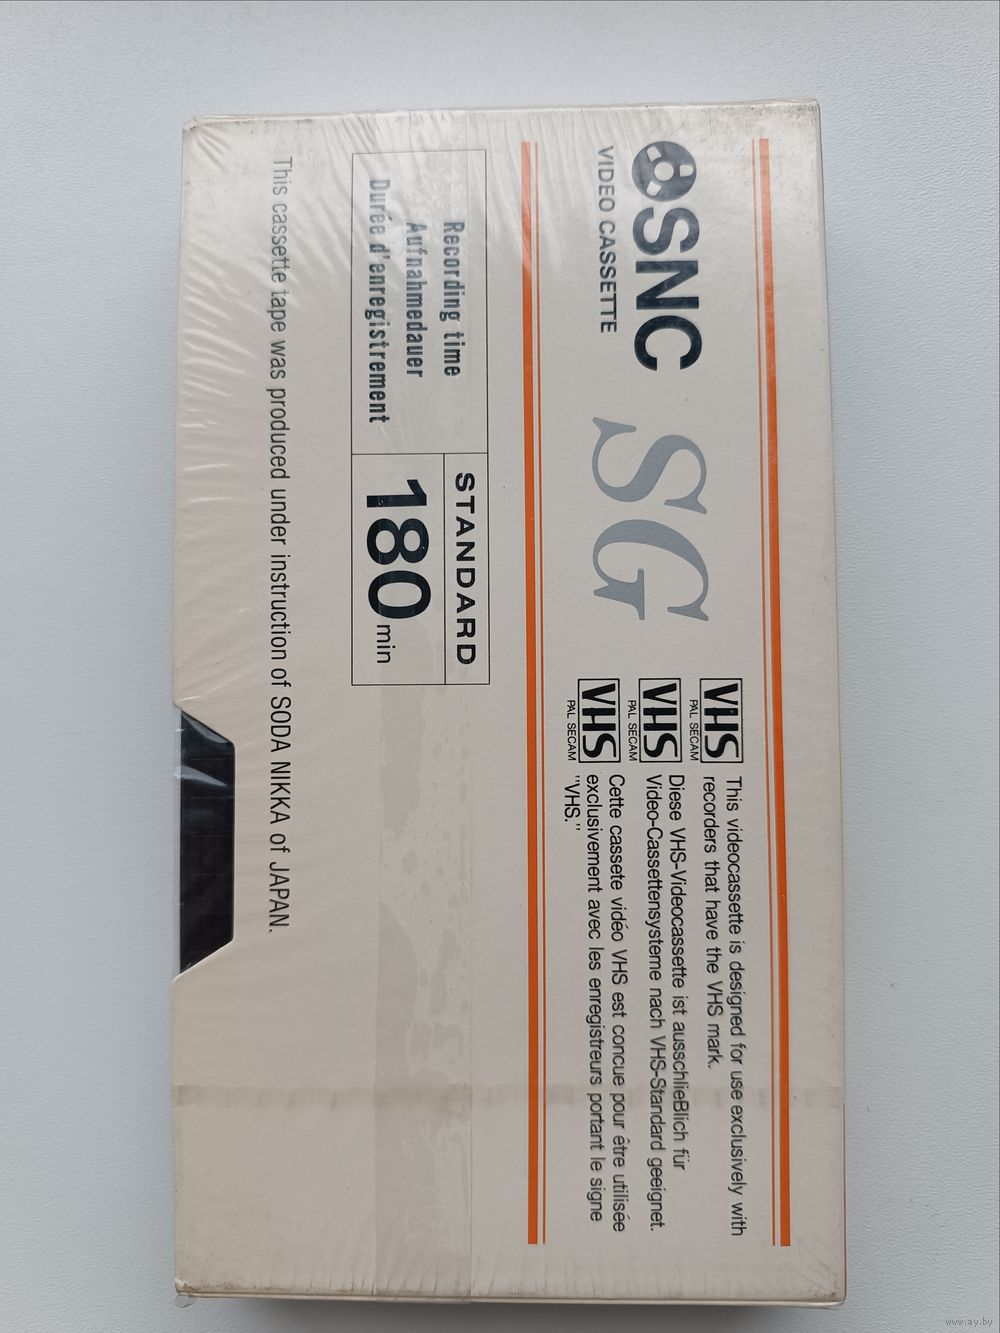 SNC
VIDEO CASSETTE
SG
VHS
PAL SECAM
This videocassette is designed for use exclusively with
recorders that have the VHS mark.
VHS
PAL SECAM
Diese VHS-Videocassette ist ausschlieBlich für
Video-Cassettensysteme nach VHS-Standard geeignet.
VHS
PAL SECAM
Cette cassete vidéo VHS est concue pour être utilisée
exclusivement avec les enregistreurs portant le signe
"VHS."
Recording time
Aufnahmedauer
Durée d'enregistrement
STANDARD
180 min
This cassette tape was produced under instruction of SODA NIKKA of JAPAN.
www.ay.by